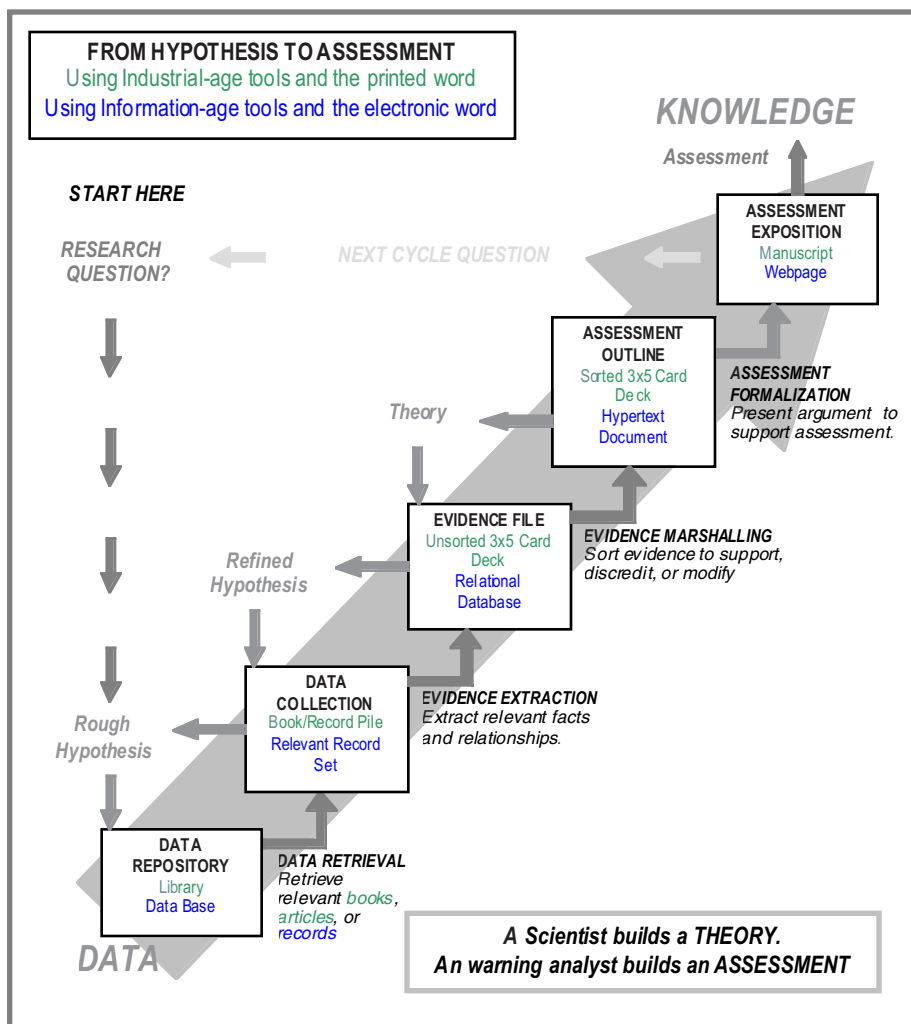 FROM HYPOTHESIS TO ASSESSMENT
Using Industrial-age tools and the printed word
Using Information-age tools and the electronic word
KNOWLEDGE
Assessment
START HERE
RESEARCH
QUESTION?
NEXT CYCLE QUESTION
ASSESSMENT
EXPOSITION
Manuscript
Webpage
ASSESSMENT
OUTLINE
Sorted 3x5 Card
Deck
Hypertext
Document
ASSESSMENT
FORMALIZATION
Present argument to
support assessment.
Theory
EVIDENCE FILE
Unsorted 3x5 Card
Deck
Relational
Database
EVIDENCE MARSHALLING
Sort evidence to support,
discredit, or modify
Refined
Hypothesis
DATA
COLLECTION
Book/Record Pile
Relevant Record
Set
EVIDENCE EXTRACTION
Extract relevant facts
and relationships.
Rough
Hypothesis
DATA
REPOSITORY
Library
Data Base
DATA RETRIEVAL
Retrieve
relevant books,
articles, or
records
DATA
A Scientist builds a THEORY.
An warning analyst builds an ASSESSMENT